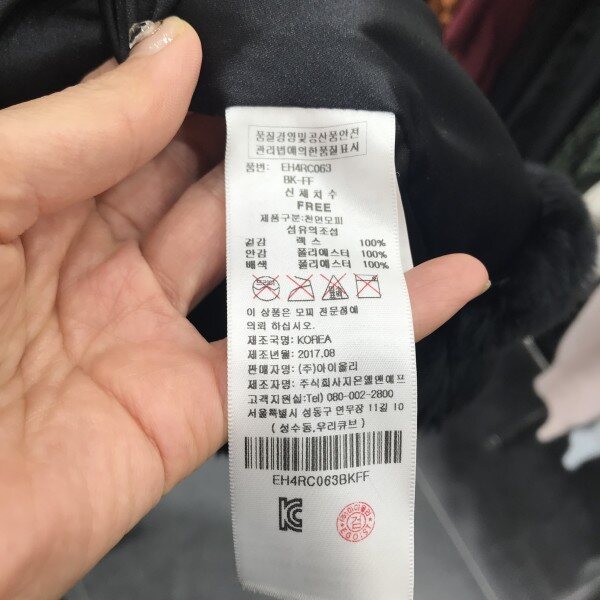 품질경영및공산품안전
관리법에의한품질표시
품번: EH4RC063
BK-FF
신체치수
FREE
제품구분:천연모피
섬유의조성
겉감 렉스 100%
안감 폴리에스터 100%
배색 폴리에스터 100%
이 상품은 모피 전문점에
의뢰 하십시오.
제조국명: KOREA
제조년월: 2017.08
판매자명: (주)아이올리
제조자명: 주식회사지은엘앤에프
고객지원실:Tel) 080-002-2800
서울특별시 성동구 연무장 11길 10
(성수동,우리큐브)
EH4RC063BKFF